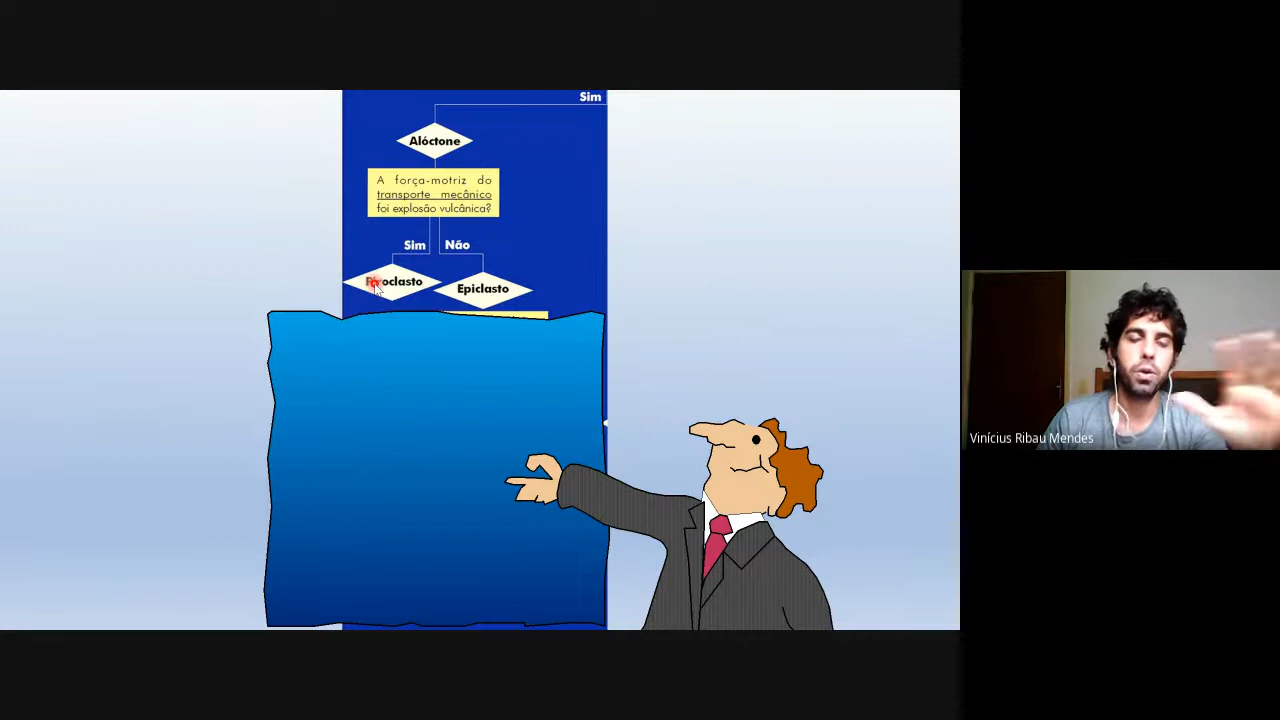 Sim
Alóctone
A força-motriz do
transporte mecânico
foi explosão vulcânica?
Sim
Não
Piroclasto
Epiclasto
Vinícius Ribau Mendes